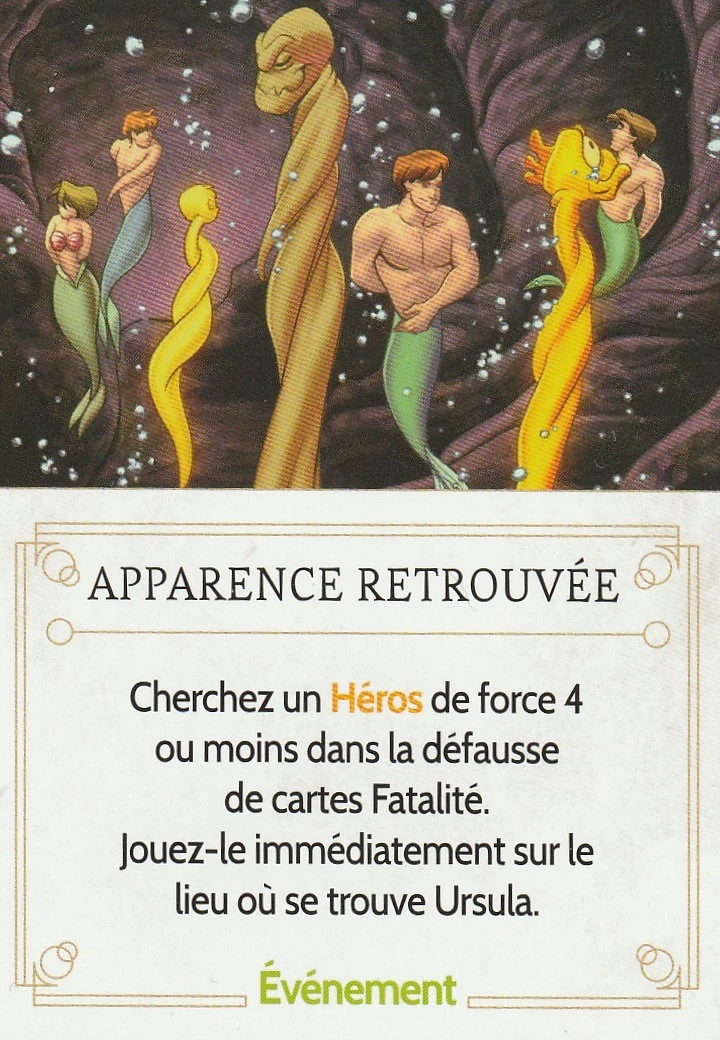 APPARENCE RETROUVÉE
Cherchez un Héros de force 4
ou moins dans la défausse
de cartes Fatalité.
Jouez-le immédiatement sur le
lieu où se trouve Ursula.
Événement